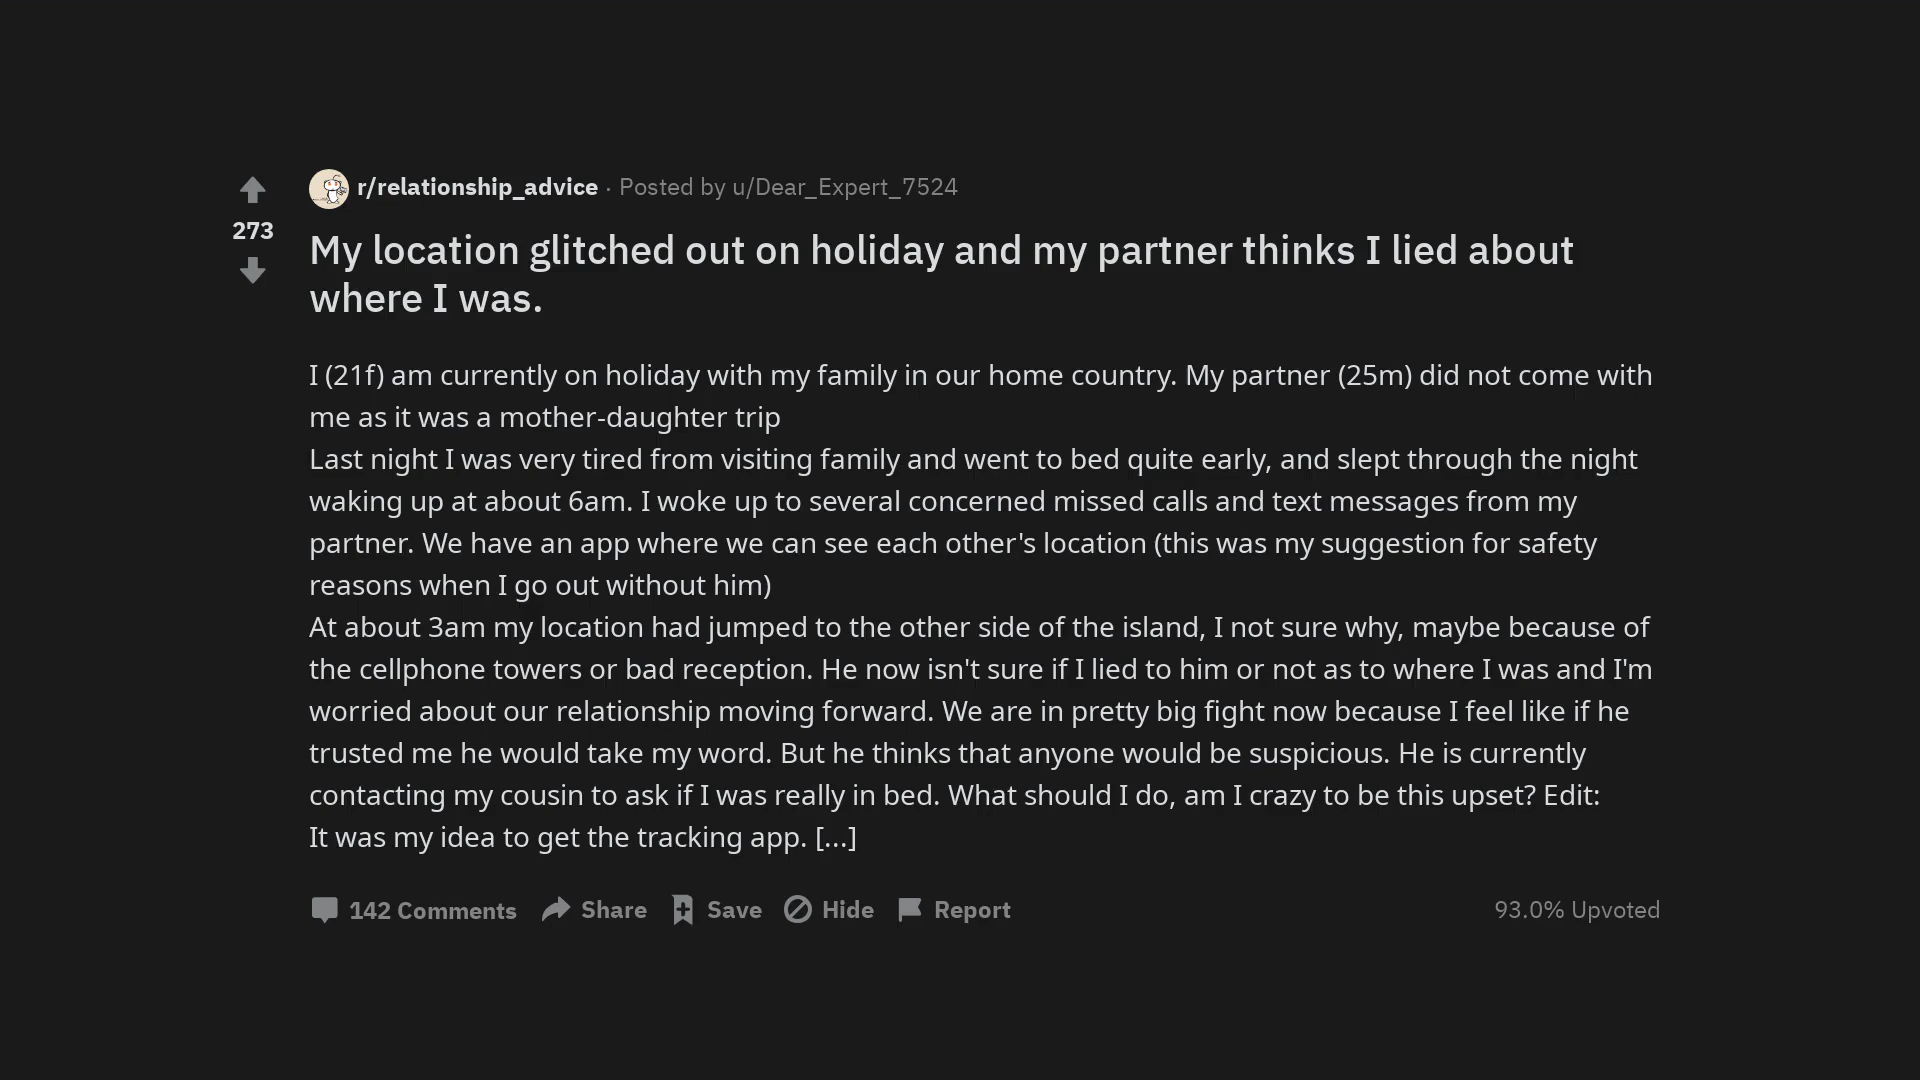 r/relationship_advice · Posted by u/Dear_Expert_7524
273
My location glitched out on holiday and my partner thinks I lied about
where I was.
I (21f) am currently on holiday with my family in our home country. My partner (25m) did not come with
me as it was a mother-daughter trip
Last night I was very tired from visiting family and went to bed quite early, and slept through the night
waking up at about 6am. I woke up to several concerned missed calls and text messages from my
partner. We have an app where we can see each other's location (this was my suggestion for safety
reasons when I go out without him)
At about 3am my location had jumped to the other side of the island, I not sure why, maybe because of
the cellphone towers or bad reception. He now isn't sure if I lied to him or not as to where I was and I'm
worried about our relationship moving forward. We are in pretty big fight now because I feel like if he
trusted me he would take my word. But he thinks that anyone would be suspicious. He is currently
contacting my cousin to ask if I was really in bed. What should I do, am I crazy to be this upset? Edit:
It was my idea to get the tracking app. [...]
142 Comments Share Save Hide Report 93.0% Upvoted